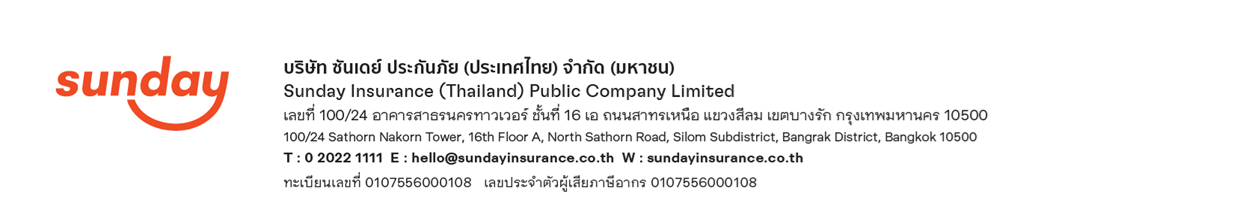 sunday
บริษัท ซันเดย์ ประกันภัย (ประเทศไทย) จำกัด (มหาชน)
Sunday Insurance (Thailand) Public Company Limited
เลขที่ 100/24 อาคารสาธรนครทาวเวอร์ ชั้นที่ 16 เอ ถนนสาทรเหนือ แขวงสีลม เขตบางรัก กรุงเทพมหานคร 10500
100/24 Sathorn Nakorn Tower, 16th Floor A, North Sathorn Road, Silom Subdistrict, Bangrak District, Bangkok 10500
T : 0 2022 1111 E : hello@sundayinsurance.co.th W : sundayinsurance.co.th
ทะเบียนเลขที่ 0107556000108 เลขประจำตัวผู้เสียภาษีอากร 0107556000108